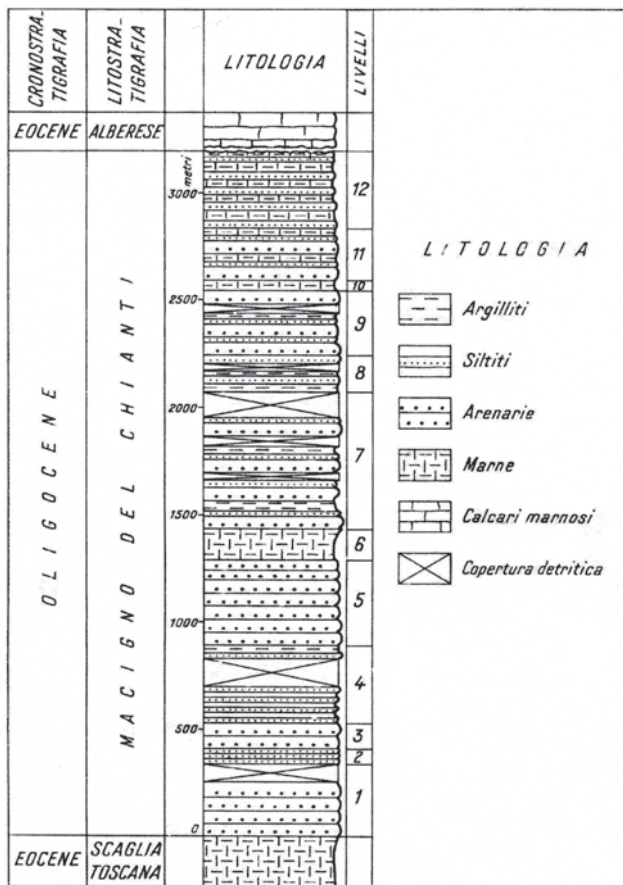 CRONOSTRA-
TIGRAFIA
LITOSTRA-
TIGRAFIA
LITOLOGIA
LIVELLI
EOCENE
ALBERESE
OLIGOCENE
MACIGNO DEL CHIANTI
metri
3000
2500
2000
1500
1000
500
0
12
11
10
9
8
7
6
5
4
3
2
1
EOCENE
SCAGLIA
TOSCANA
LITOLOGIA
Argilliti
Siltiti
Arenarie
Marne
Calcari marnosi
Copertura detritica